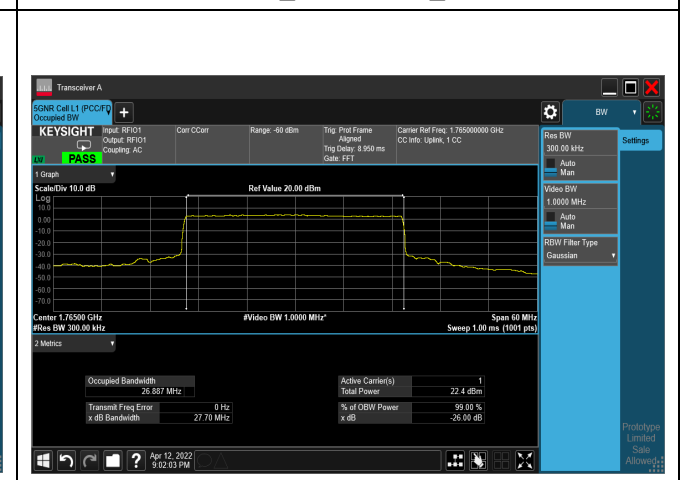 Transceiver A
5GNR Cell L1 (PCC/FD
Occupied BW
BW
KEYSIGHT
Input: RFIO1
Output: RFIO1
Coupling: AC
Corr CCorr
Range: -60 dBm
Trig: Prot Frame
Aligned
Trig Delay: 8.950 ms
Gate: FFT
Carrier Ref Freq: 1.765000000 GHz
CC Info: Uplink, 1 CC
LXI
PASS
Res BW
300.00 kHz
Auto
Man
Video BW
1.0000 MHz
Auto
Man
RBW Filter Type
Gaussian
Settings
1 Graph
Scale/Div 10.0 dB
Ref Value 20.00 dBm
Log
10.0
0.00
-10.0
-20.0
-30.0
-40.0
-50.0
-60.0
-70.0
Center 1.76500 GHz
#Video BW 1.0000 MHz*
Span 60 MHz
#Res BW 300.00 kHz
Sweep 1.00 ms (1001 pts)
2 Metrics
Occupied Bandwidth
26.887 MHz
Active Carrier(s) 1
Total Power 22.4 dBm
Transmit Freq Error 0 Hz
x dB Bandwidth 27.70 MHz
% of OBW Power 99.00 %
x dB -26.00 dB
Apr 12, 2022
9:02:03 PM
Prototype
Limited
Sale
Allowed